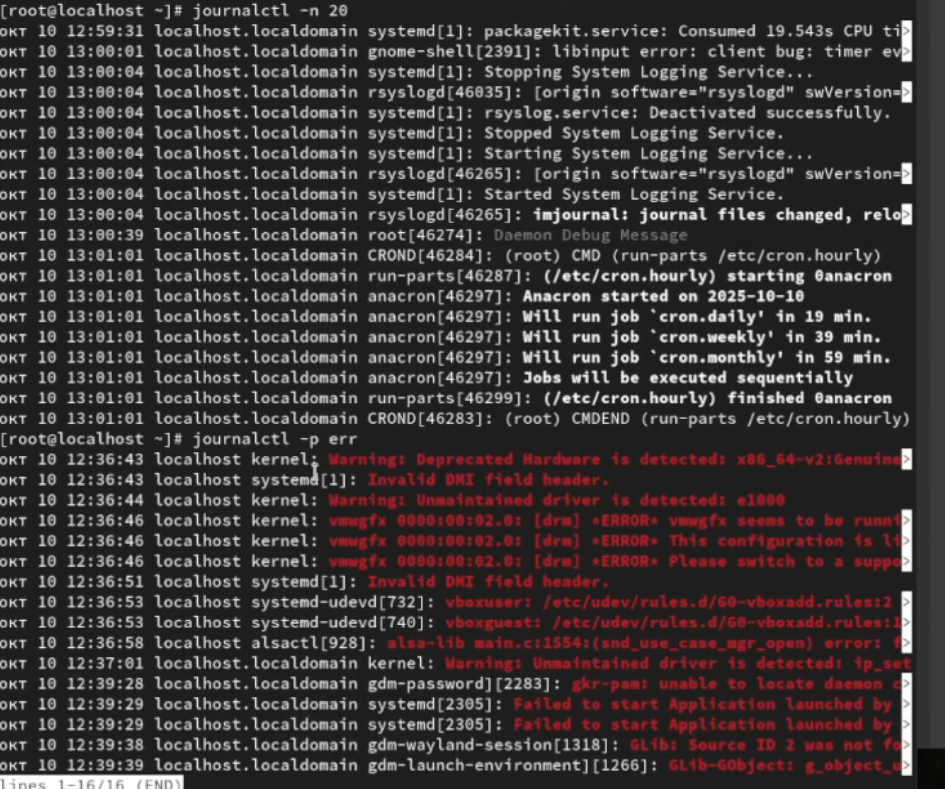 [root@localhost ~]# journalctl -n 20
окт 10 12:59:31 localhost.localdomain systemd[1]: packagekit.service: Consumed 19.543s CPU ti>
окт 10 13:00:01 localhost.localdomain gnome-shell[2391]: libinput error: client bug: timer ev>
окт 10 13:00:04 localhost.localdomain systemd[1]: Stopping System Logging Service...
окт 10 13:00:04 localhost.localdomain rsyslogd[46035]: [origin software="rsyslogd" swVersion=>
окт 10 13:00:04 localhost.localdomain systemd[1]: rsyslog.service: Deactivated successfully.
окт 10 13:00:04 localhost.localdomain systemd[1]: Stopped System Logging Service.
окт 10 13:00:04 localhost.localdomain systemd[1]: Starting System Logging Service...
окт 10 13:00:04 localhost.localdomain rsyslogd[46265]: [origin software="rsyslogd" swVersion=>
окт 10 13:00:04 localhost.localdomain systemd[1]: Started System Logging Service.
окт 10 13:00:04 localhost.localdomain rsyslogd[46265]: imjournal: journal files changed, relo>
окт 10 13:00:39 localhost.localdomain root[46274]: Daemon Debug Message
окт 10 13:01:01 localhost.localdomain CROND[46284]: (root) CMD (run-parts /etc/cron.hourly)
окт 10 13:01:01 localhost.localdomain run-parts[46287]: (/etc/cron.hourly) starting 0anacron
окт 10 13:01:01 localhost.localdomain anacron[46297]: Anacron started on 2025-10-10
окт 10 13:01:01 localhost.localdomain anacron[46297]: Will run job `cron.daily' in 19 min.
окт 10 13:01:01 localhost.localdomain anacron[46297]: Will run job `cron.weekly' in 39 min.
окт 10 13:01:01 localhost.localdomain anacron[46297]: Will run job `cron.monthly' in 59 min.
окт 10 13:01:01 localhost.localdomain anacron[46297]: Jobs will be executed sequentially
окт 10 13:01:01 localhost.localdomain run-parts[46299]: (/etc/cron.hourly) finished 0anacron
окт 10 13:01:01 localhost.localdomain CROND[46283]: (root) CMDEND (run-parts /etc/cron.hourly)
[root@localhost ~]# journalctl -p err
окт 10 12:36:43 localhost kernel: Warning: Deprecated Hardware is detected: x86_64-v2:Genuine>
окт 10 12:36:43 localhost systemd[1]: Invalid DMI field header.
окт 10 12:36:44 localhost kernel: Warning: Unmaintained driver is detected: e1000
окт 10 12:36:46 localhost kernel: vmwgfx 0000:00:02.0: [drm] *ERROR* vmwgfx seems to be runni>
окт 10 12:36:46 localhost kernel: vmwgfx 0000:00:02.0: [drm] *ERROR* This configuration is li>
окт 10 12:36:46 localhost kernel: vmwgfx 0000:00:02.0: [drm] *ERROR* Please switch to a suppo>
окт 10 12:36:51 localhost systemd[1]: Invalid DMI field header.
окт 10 12:36:53 localhost systemd-udevd[732]: vboxuser: /etc/udev/rules.d/60-vboxadd.rules:2 >
окт 10 12:36:53 localhost systemd-udevd[740]: vboxguest: /etc/udev/rules.d/60-vboxadd.rules:1>
окт 10 12:36:58 localhost alsactl[928]: alsa-lib main.c:1554:(snd_use_case_mgr_open) error: f>
окт 10 12:37:01 localhost.localdomain kernel: Warning: Unmaintained driver is detected: ip_set
окт 10 12:39:28 localhost.localdomain gdm-password][2283]: gkr-pam: unable to locate daemon c>
окт 10 12:39:29 localhost.localdomain systemd[2305]: Failed to start Application launched by >
окт 10 12:39:29 localhost.localdomain systemd[2305]: Failed to start Application launched by >
окт 10 12:39:38 localhost.localdomain gdm-wayland-session[1318]: GLib: Source ID 2 was not fo>
окт 10 12:39:39 localhost.localdomain gdm-launch-environment][1266]: GLib-GObject: g_object_u>
lines 1-16/16 (END)